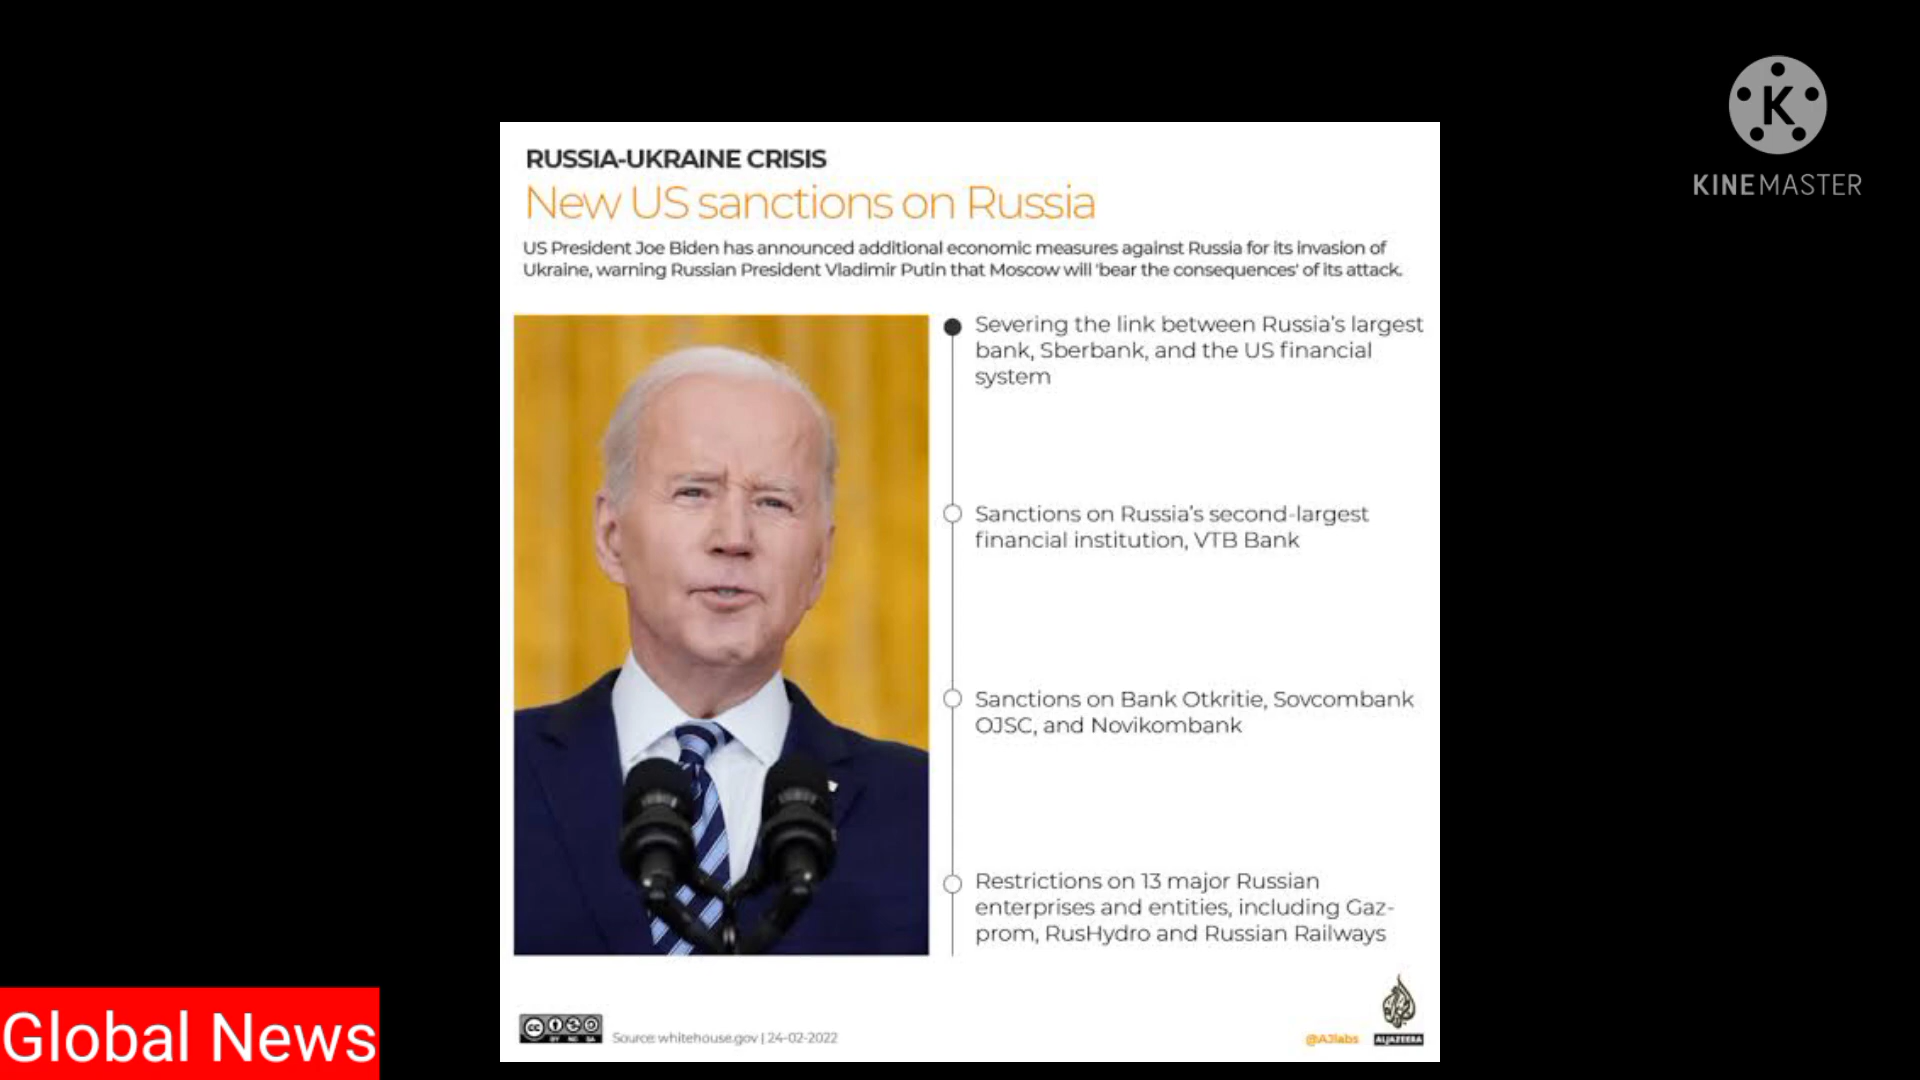 K
KINEMASTER
RUSSIA-UKRAINE CRISIS
New US sanctions on Russia
US President Joe Biden has announced additional economic measures against Russia for its invasion of
Ukraine, warning Russian President Vladimir Putin that Moscow will 'bear the consequences' of its attack.
Severing the link between Russia's largest
bank, Sberbank, and the US financial
system
Sanctions on Russia's second-largest
financial institution, VTB Bank
Sanctions on Bank Otkritie, Sovcombank
OJSC, and Novikombank
Restrictions on 13 major Russian
enterprises and entities, including Gaz-
prom, RusHydro and Russian Railways
cc
BY NC SA
Source: whitehouse.gov | 24-02-2022
@AJlabs
ALJAZEERA
Global News